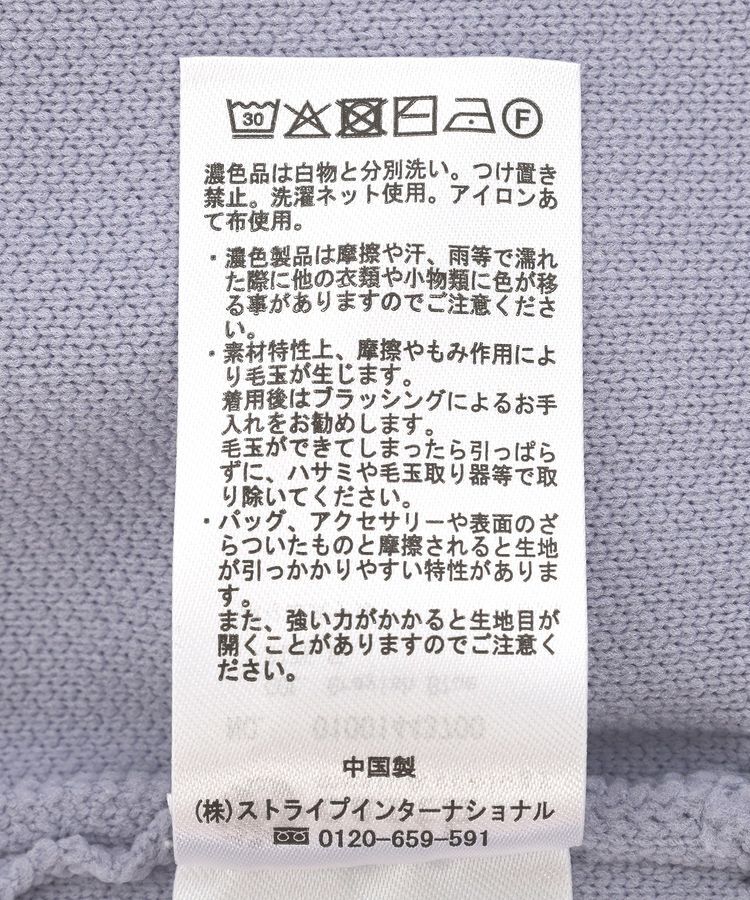 30 F
濃色品は白物と分別洗い。つけ置き
禁止。洗濯ネット使用。アイロンあ
て布使用。
・濃色製品は摩擦や汗、雨等で濡れ
た際に他の衣類や小物類に色が移
る事がありますのでご注意くださ
い。
・素材特性上、摩擦やもみ作用によ
り毛玉が生じます。
着用後はブラッシングによるお手
入れをお勧めします。
毛玉ができてしまったら引っぱら
ずに、ハサミや毛玉取り器等で取
り除いてください。
・バッグ、アクセサリーや表面のざ
らついたものと摩擦されると生地
が引っかかりやすい特性がありま
す。
また、強い力がかかると生地目が
開くことがありますのでご注意く
ださい。
Grayish Blue
NO. 01001443700
中国製
(株)ストライプインターナショナル
0120-659-591